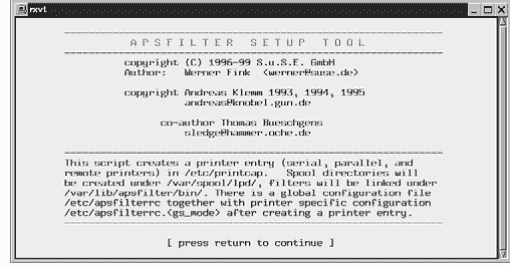 rxvt
APSFILTER SETUP TOOL
copyright (C) 1996-99 S.u.S.E. GmbH
Author: Werner Fink <werner@suse.de>
copyright Andreas Klemm 1993, 1994, 1995
andreas@knobel.gun.de
co-author Thomas Bueschgens
sledge@hammer.oche.de
This script creates a printer entry (serial, parallel, and
remote printers) in /etc/printcap. Spool directories will
be created under /var/spool/lpd/, filters will be linked under
/var/lib/apsfilter/bin/. There is a global configuration file
/etc/apsfilterrc together with printer specific configuration
/etc/apsfilterrc.<gs_mode> after creating a printer entry.
[ press return to continue ]